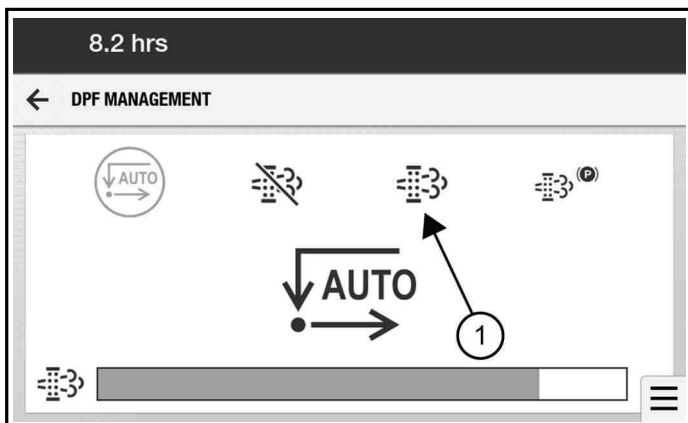 8.2 hrs
DPF MANAGEMENT
AUTO
(P)
AUTO
1